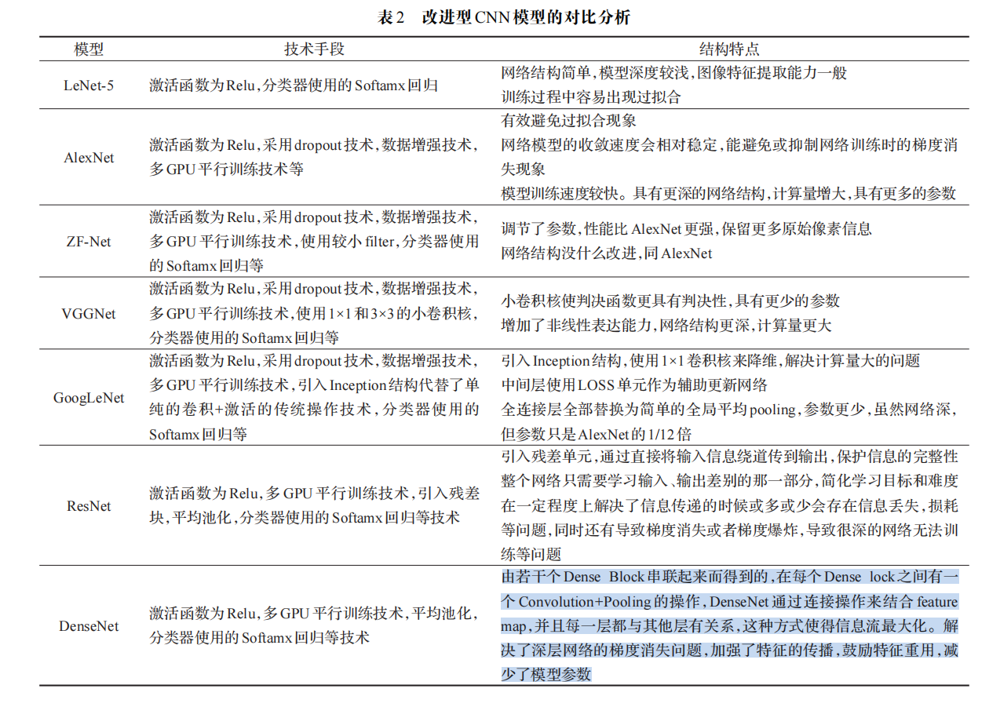 表2 改进型CNN模型的对比分析
模型 技术手段 结构特点
LeNet-5
激活函数为Relu,分类器使用的Softamx回归
网络结构简单,模型深度较浅,图像特征提取能力一般
训练过程中容易出现过拟合
AlexNet
激活函数为Relu,采用dropout技术,数据增强技术,
多GPU平行训练技术等
有效避免过拟合现象
网络模型的收敛速度会相对稳定,能避免或抑制网络训练时的梯度消
失现象
模型训练速度较快。具有更深的网络结构,计算量增大,具有更多的参数
ZF-Net
激活函数为Relu,采用dropout技术,数据增强技术,
多GPU平行训练技术,使用较小filter,分类器使用
的Softamx回归等
调节了参数,性能比AlexNet更强,保留更多原始像素信息
网络结构没什么改进,同AlexNet
VGGNet
激活函数为Relu,采用dropout技术,数据增强技术,
多GPU平行训练技术,使用1×1和3×3的小卷积核,
分类器使用的Softamx回归等
小卷积核使判决函数更具有判决性,具有更少的参数
增加了非线性表达能力,网络结构更深,计算量更大
GoogLeNet
激活函数为Relu,采用dropout技术,数据增强技术,
多GPU平行训练技术,引入Inception结构代替了单
纯的卷积+激活的传统操作技术,分类器使用的
Softamx回归等
引入Inception结构,使用1×1卷积核来降维,解决计算量大的问题
中间层使用LOSS单元作为辅助更新网络
全连接层全部替换为简单的全局平均pooling,参数更少,虽然网络深,
但参数只是AlexNet的1/12倍
ResNet
激活函数为Relu,多GPU平行训练技术,引入残差
块,平均池化,分类器使用的Softamx回归等技术
引入残差单元,通过直接将输入信息绕道传到输出,保护信息的完整性
整个网络只需要学习输入、输出差别的那一部分,简化学习目标和难度
在一定程度上解决了信息传递的时候或多或少会存在信息丢失,损耗
等问题,同时还有导致梯度消失或者梯度爆炸,导致很深的网络无法训
练等问题
DenseNet
激活函数为Relu,多GPU平行训练技术,平均池化,
分类器使用的Softamx回归等技术
由若干个Dense Block串联起来而得到的,在每个Dense lock之间有一
个Convolution+Pooling的操作,DenseNet通过连接操作来结合feature
map,并且每一层都与其他层有关系,这种方式使得信息流最大化。解
决了深层网络的梯度消失问题,加强了特征的传播,鼓励特征重用,减
少了模型参数